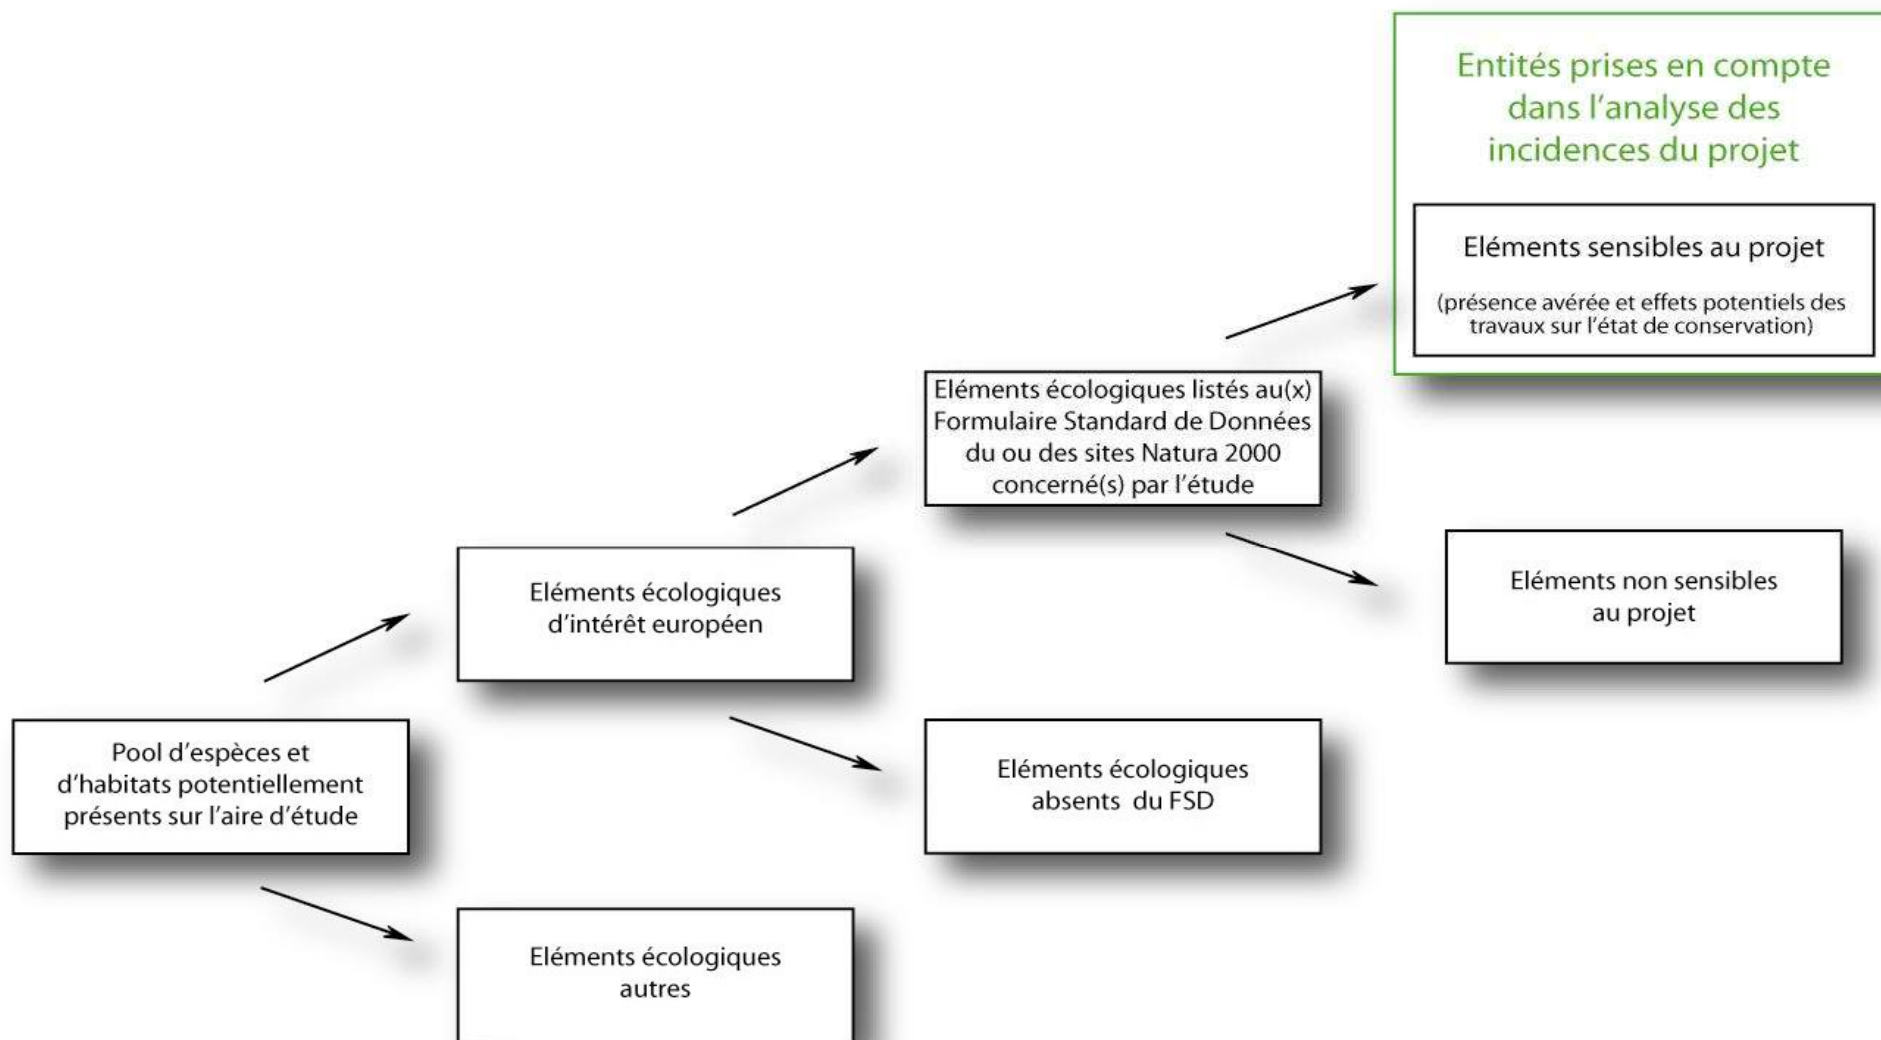 Entités prises en compte
dans l'analyse des
incidences du projet
Eléments sensibles au projet
(présence avérée et effets potentiels des
travaux sur l'état de conservation)
Eléments écologiques listés au(x)
Formulaire Standard de Données
du ou des sites Natura 2000
concerné(s) par l'étude
Eléments non sensibles
au projet
Eléments écologiques
d'intérêt européen
Eléments écologiques
absents du FSD
Pool d'espèces et
d'habitats potentiellement
présents sur l'aire d'étude
Eléments écologiques
autres